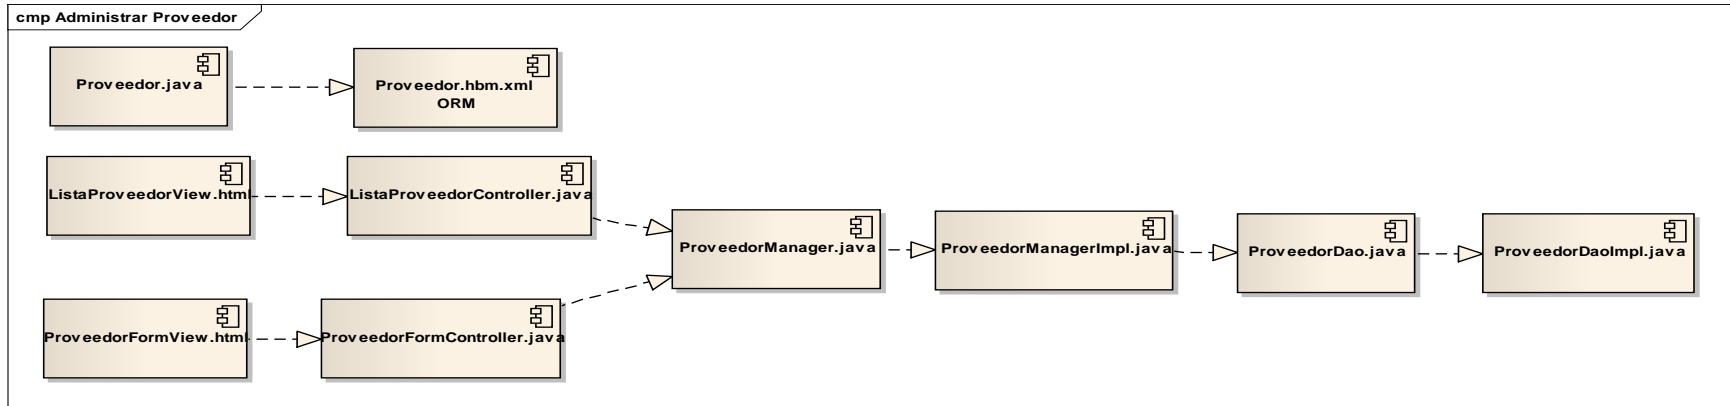 cmp Administrar Proveedor
Proveedor.java
Proveedor.hbm.xml
ORM
ListaProveedorView.html
ListaProveedorController.java
ProveedorManager.java
ProveedorManagerImpl.java
ProveedorDao.java
ProveedorDaoImpl.java
ProveedorFormView.html
ProveedorFormController.java